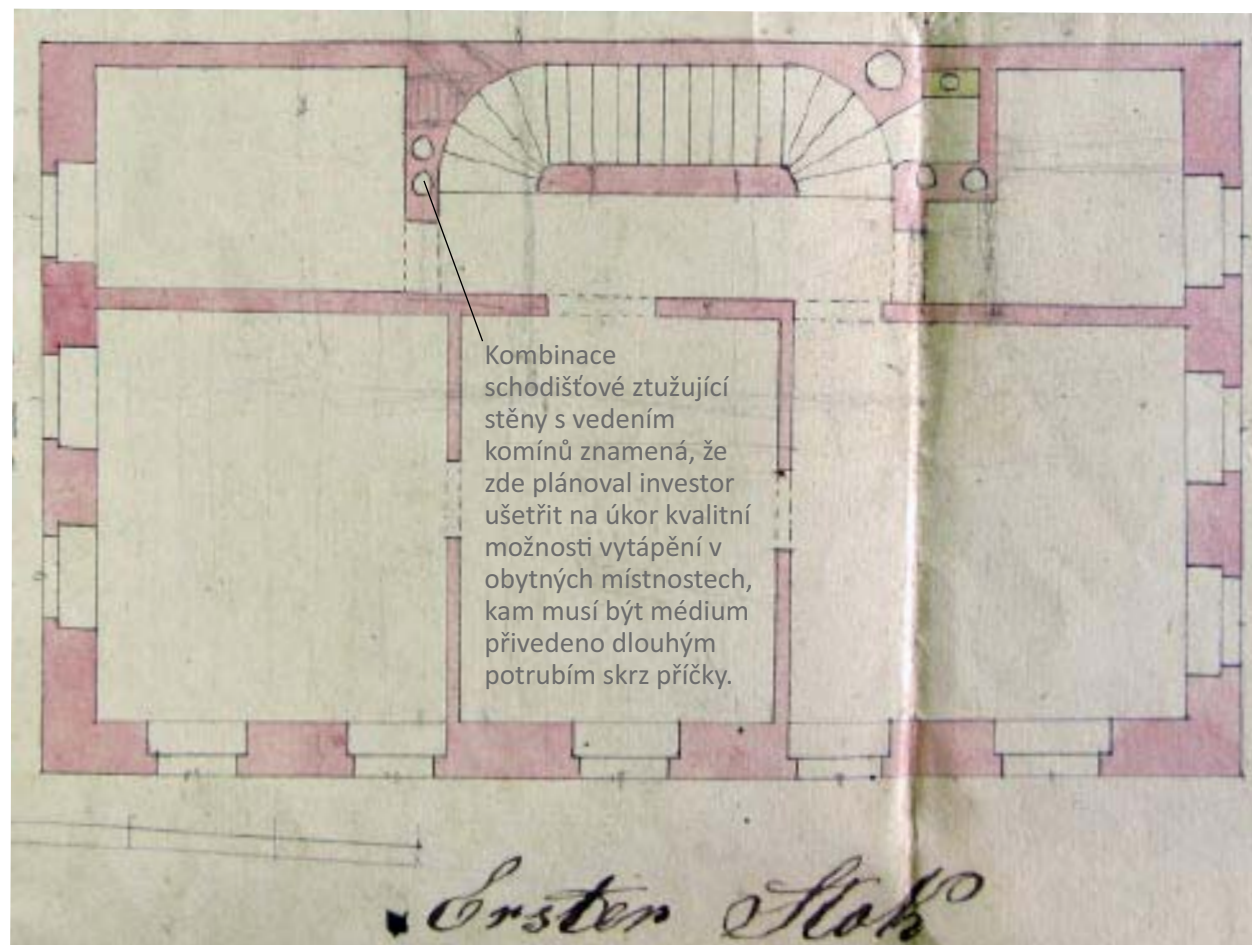 Kombinace
schodišťové ztužující
stěny s vedením
komínů znamená, že
zde plánoval investor
ušetřit na úkor kvalitní
možnosti vytápění v
obytných místnostech,
kam musí být médium
přivedeno dlouhým
potrubím skrz příčky.
Erster Stok